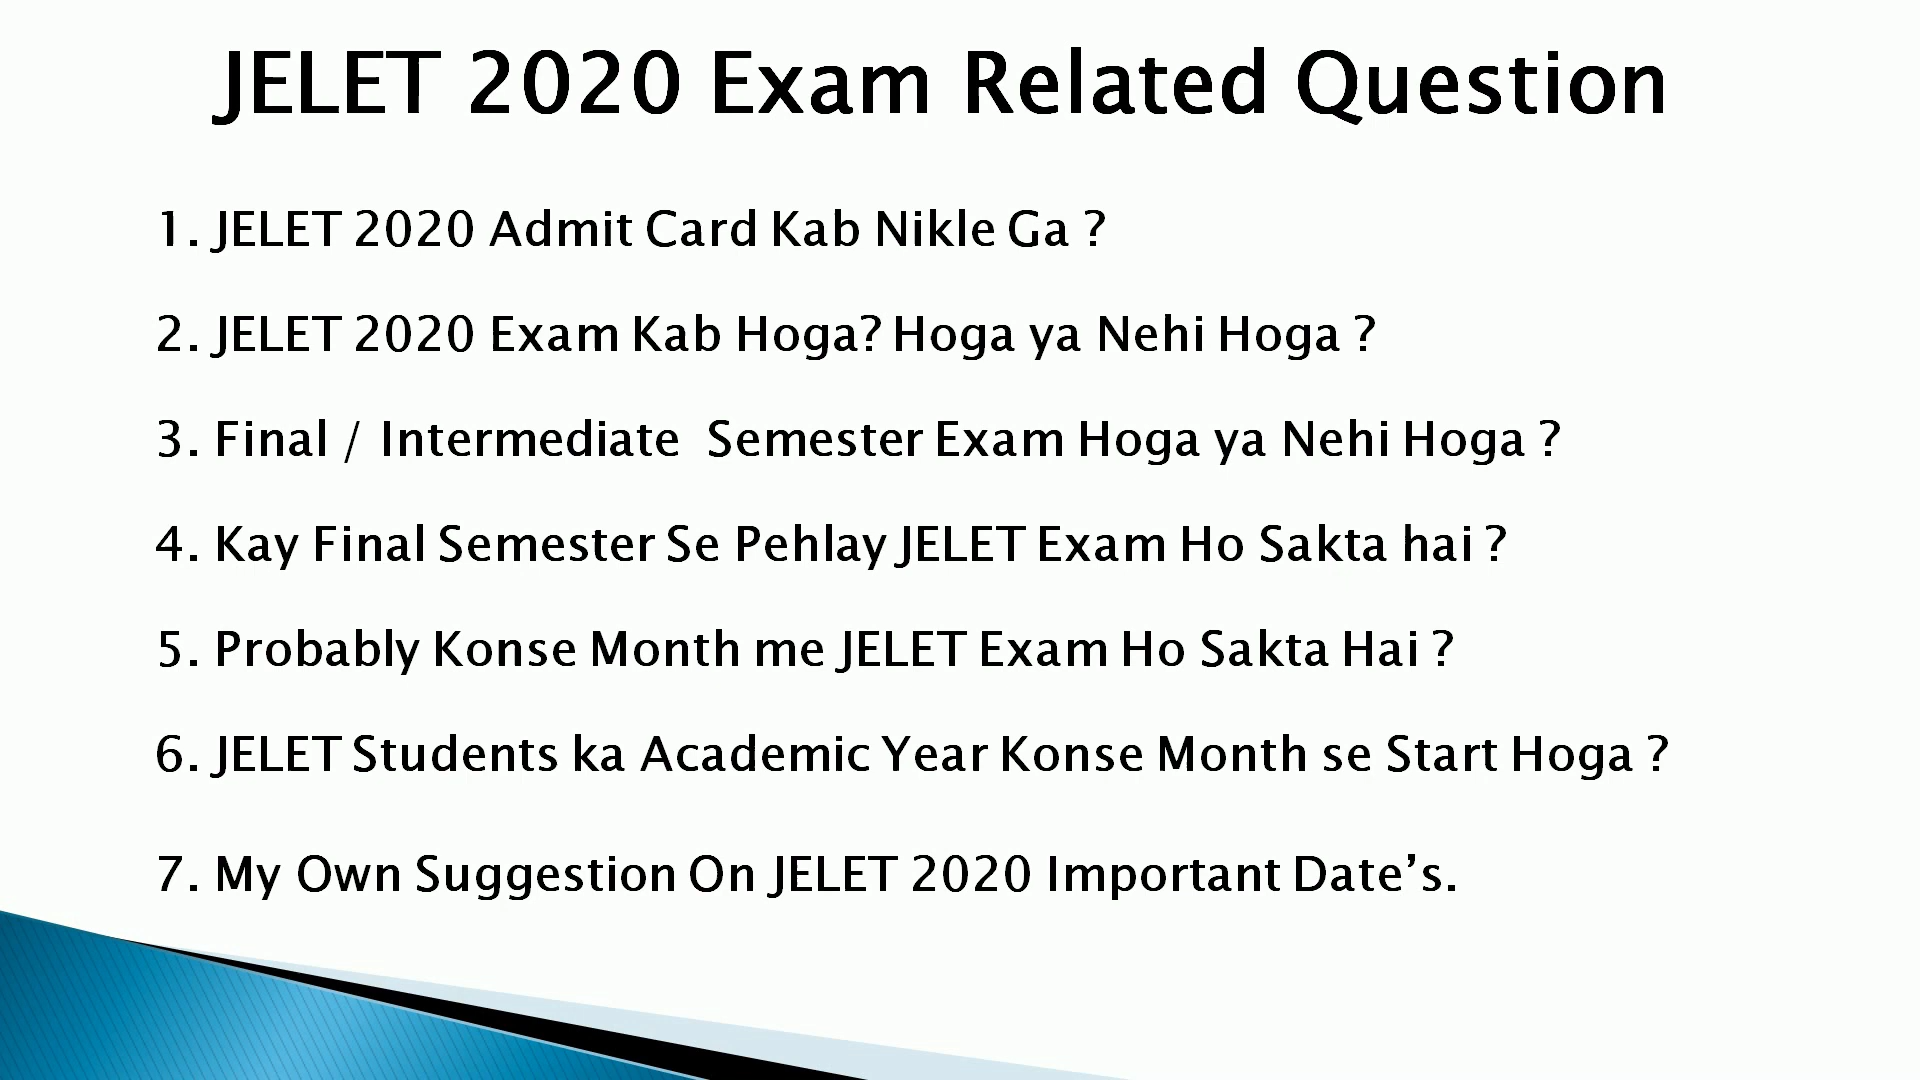 JELET 2020 Exam Related Question
1. JELET 2020 Admit Card Kab Nikle Ga ?
2. JELET 2020 Exam Kab Hoga? Hoga ya Nehi Hoga ?
3. Final / Intermediate Semester Exam Hoga ya Nehi Hoga ?
4. Kay Final Semester Se Pehlay JELET Exam Ho Sakta hai ?
5. Probably Konse Month me JELET Exam Ho Sakta Hai ?
6. JELET Students ka Academic Year Konse Month se Start Hoga ?
7. My Own Suggestion On JELET 2020 Important Date’s.